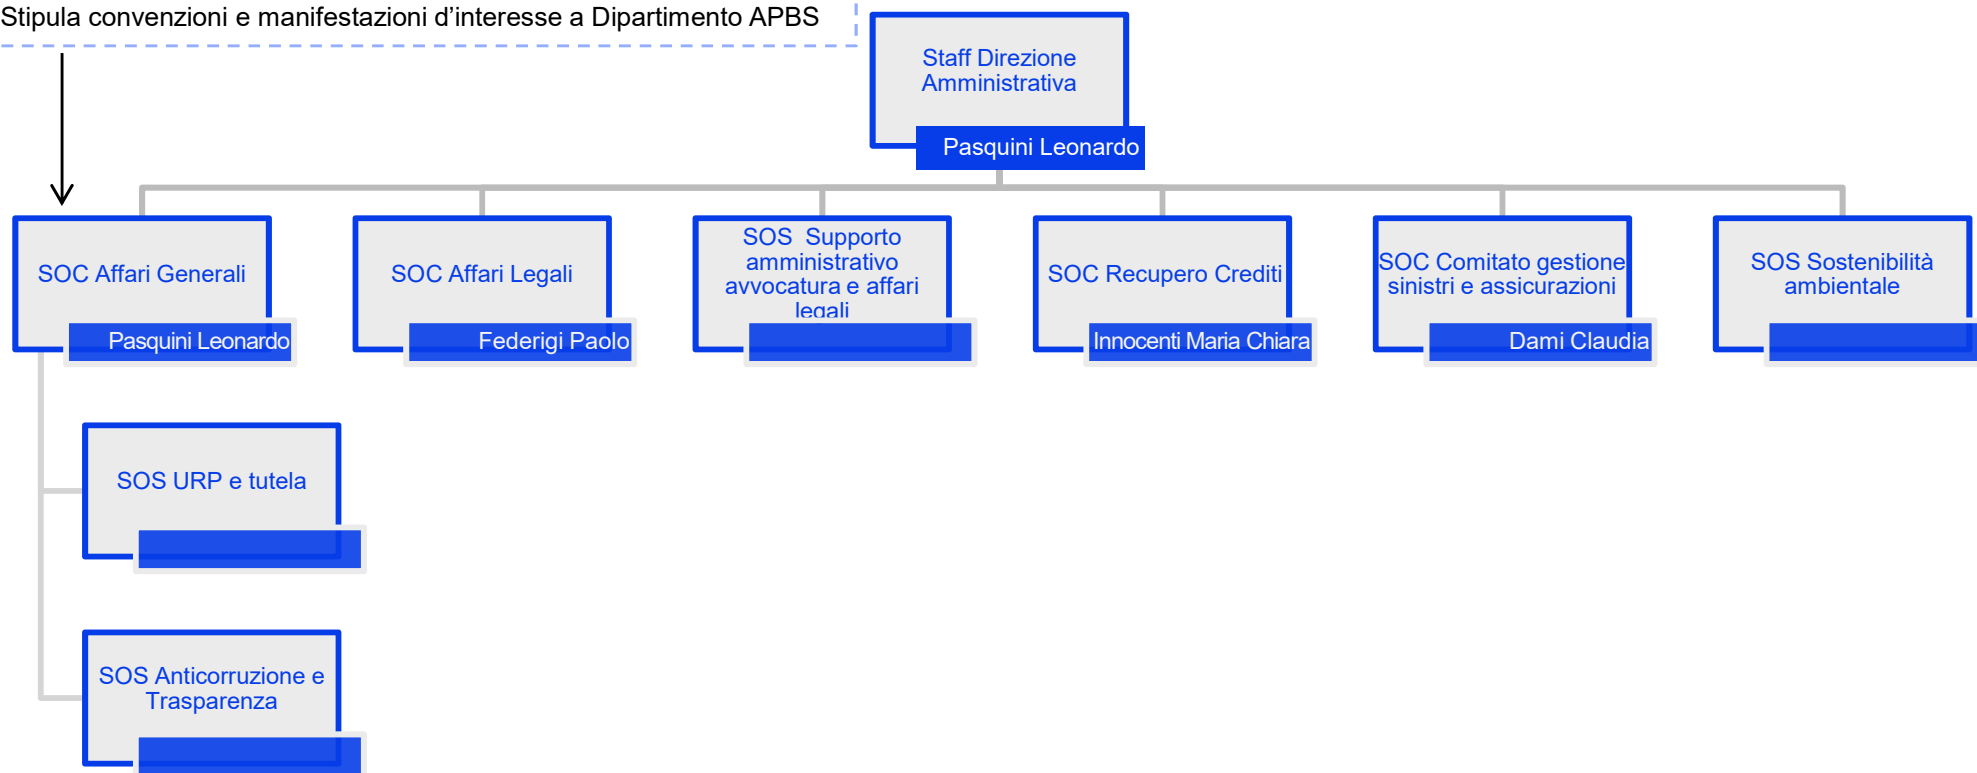 Stipula convenzioni e manifestazioni d’interesse a Dipartimento APBS
Staff Direzione
Amministrativa
Pasquini Leonardo
SOC Affari Generali
Pasquini Leonardo
SOC Affari Legali
Federigi Paolo
SOS  Supporto
amministrativo
avvocatura e affari
legali
SOC Recupero Crediti
Innocenti Maria Chiara
SOC Comitato gestione
sinistri e assicurazioni
Dami Claudia
SOS Sostenibilità
ambientale
SOS URP e tutela
SOS Anticorruzione e
Trasparenza